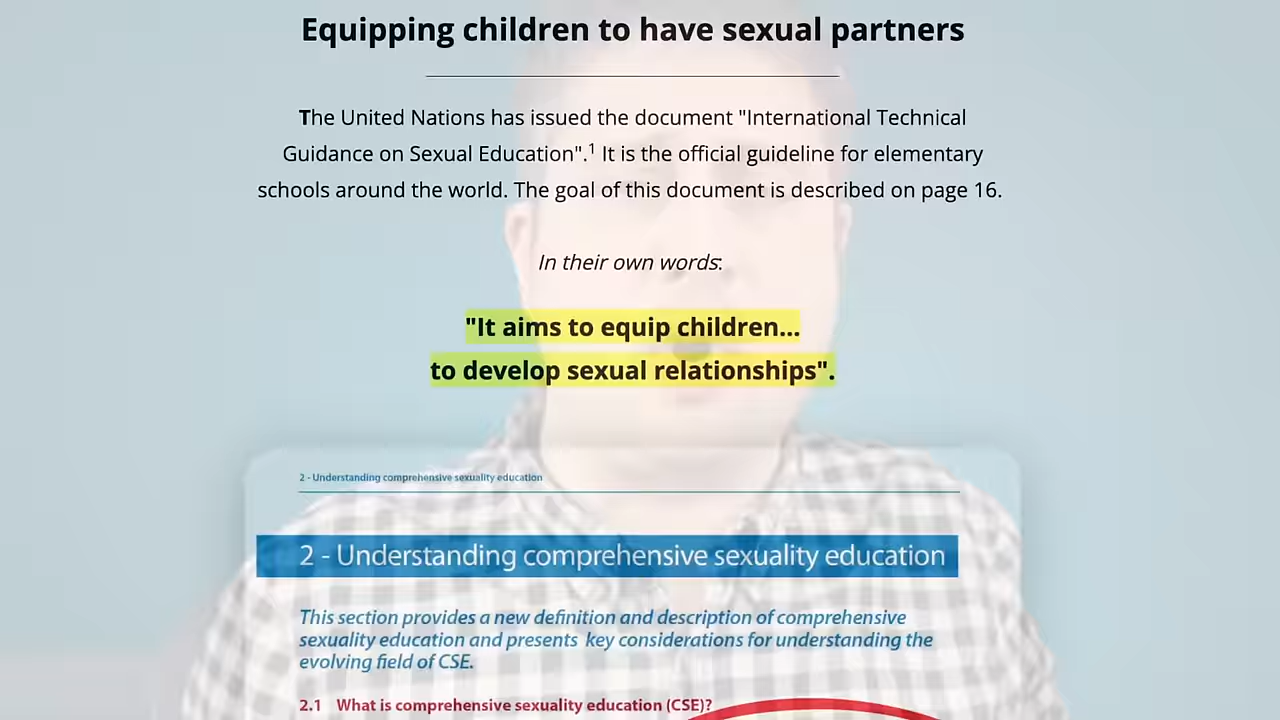 Equipping children to have sexual partners
The United Nations has issued the document "International Technical
Guidance on Sexual Education".¹ It is the official guideline for elementary
schools around the world. The goal of this document is described on page 16.
In their own words:
"It aims to equip children...
to develop sexual relationships".
2 - Understanding comprehensive sexuality education
2 - Understanding comprehensive sexuality education
This section provides a new definition and description of comprehensive
sexuality education and presents key considerations for understanding the
evolving field of CSE.
2.1 What is comprehensive sexuality education (CSE)?